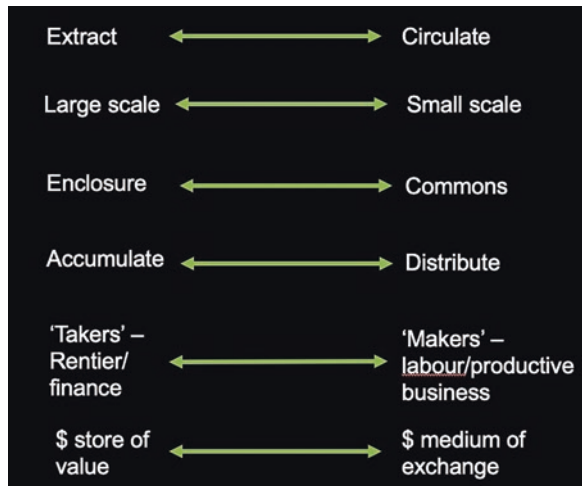 Extract
Circulate
Large scale
Small scale
Enclosure
Commons
Accumulate
Distribute
‘Takers’ –
Rentier/
finance
‘Makers’ –
labour/productive
business
$ store of
value
$ medium of
exchange